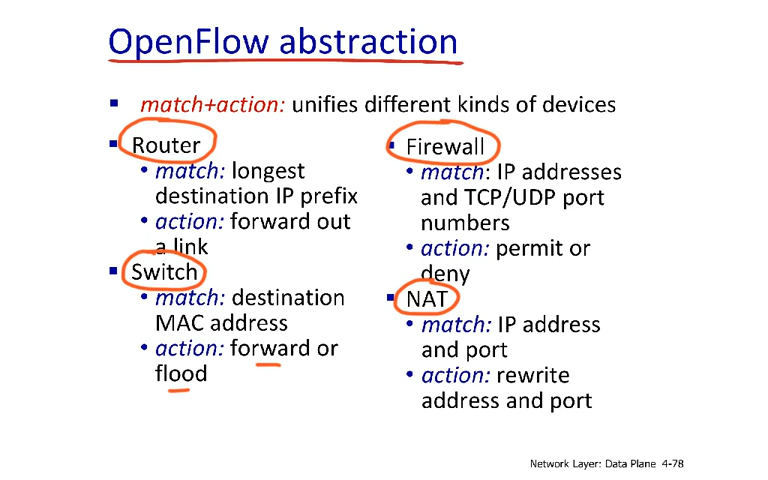 OpenFlow abstraction
▪ match+action: unifies different kinds of devices
▪ Router
• match: longest
destination IP prefix
• action: forward out
a link
▪ Switch
• match: destination
MAC address
• action: forward or
flood
▪ Firewall
• match: IP addresses
and TCP/UDP port
numbers
• action: permit or
deny
▪ NAT
• match: IP address
and port
• action: rewrite
address and port
Network Layer: Data Plane 4-78